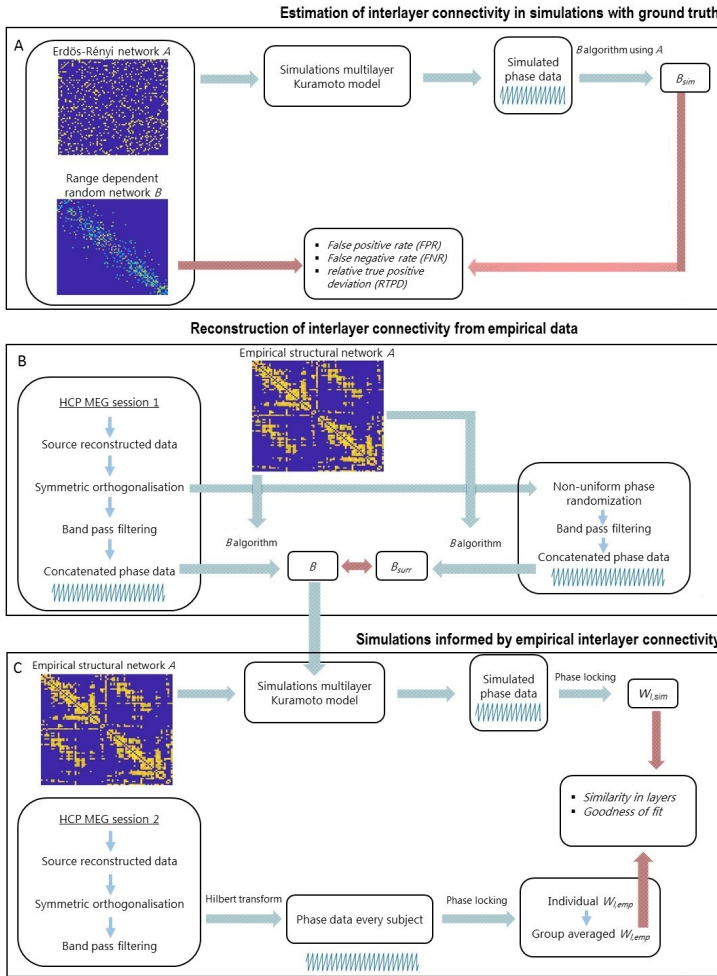 Estimation of interlayer connectivity in simulations with ground truth
A
Erdös-Rényi network A
Simulations multilayer
Kuramoto model
Simulated
phase data
B algorithm using A
Bsim
Range dependent
random network B
▪ False positive rate (FPR)
▪ False negative rate (FNR)
▪ relative true positive
deviation (RTPD)
Reconstruction of interlayer connectivity from empirical data
B
Empirical structural network A
HCP MEG session 1
Source reconstructed data
Symmetric orthogonalisation
Band pass filtering
Concatenated phase data
B algorithm
B
Bsurr
B algorithm
Non-uniform phase
randomization
Band pass filtering
Concatenated phase data
Simulations informed by empirical interlayer connectivity
C
Empirical structural network A
Simulations multilayer
Kuramoto model
Simulated
phase data
Phase locking
Wl,sim
▪ Similarity in layers
▪ Goodness of fit
HCP MEG session 2
Source reconstructed data
Symmetric orthogonalisation
Band pass filtering
Hilbert transform
Phase data every subject
Phase locking
Individual Wl,emp
Group averaged Wl,emp